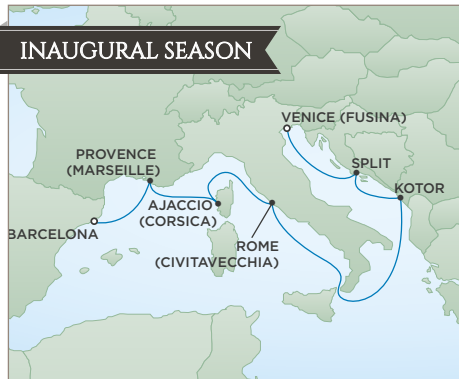 INAUGURAL SEASON
VENICE (FUSINA)
PROVENCE
(MARSEILLE)
SPLIT
KOTOR
AJACCIO
(CORSICA)
BARCELONA
ROME
(CIVITAVECCHIA)